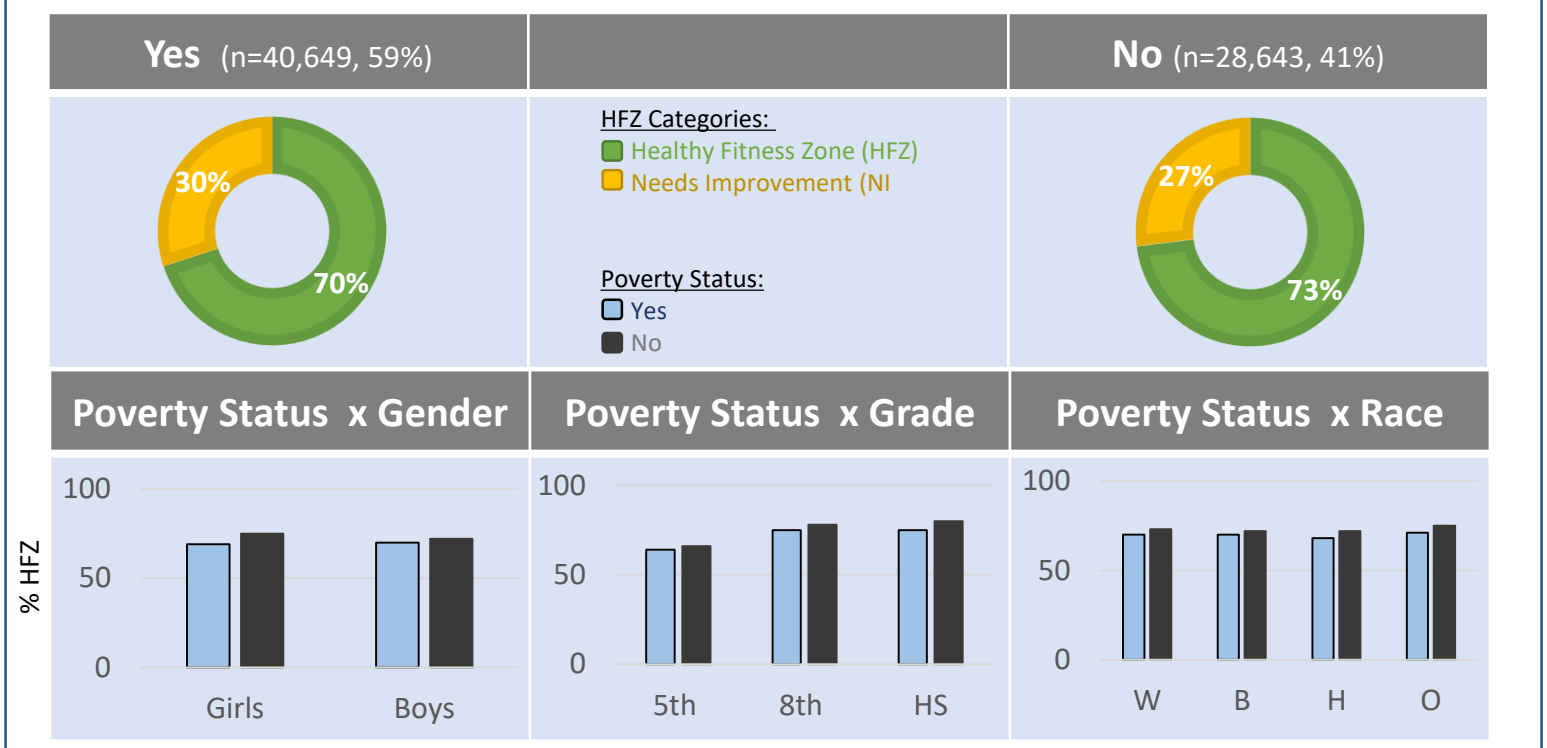 Yes (n=40,649, 59%)
No (n=28,643, 41%)
30%
70%
HFZ Categories:
Healthy Fitness Zone (HFZ)
Needs Improvement (NI
Poverty Status:
Yes
No
27%
73%
Poverty Status x Gender
Poverty Status x Grade
Poverty Status x Race
% HFZ
100
50
0
Girls Boys
100
50
0
5th 8th HS
100
50
0
W B H O